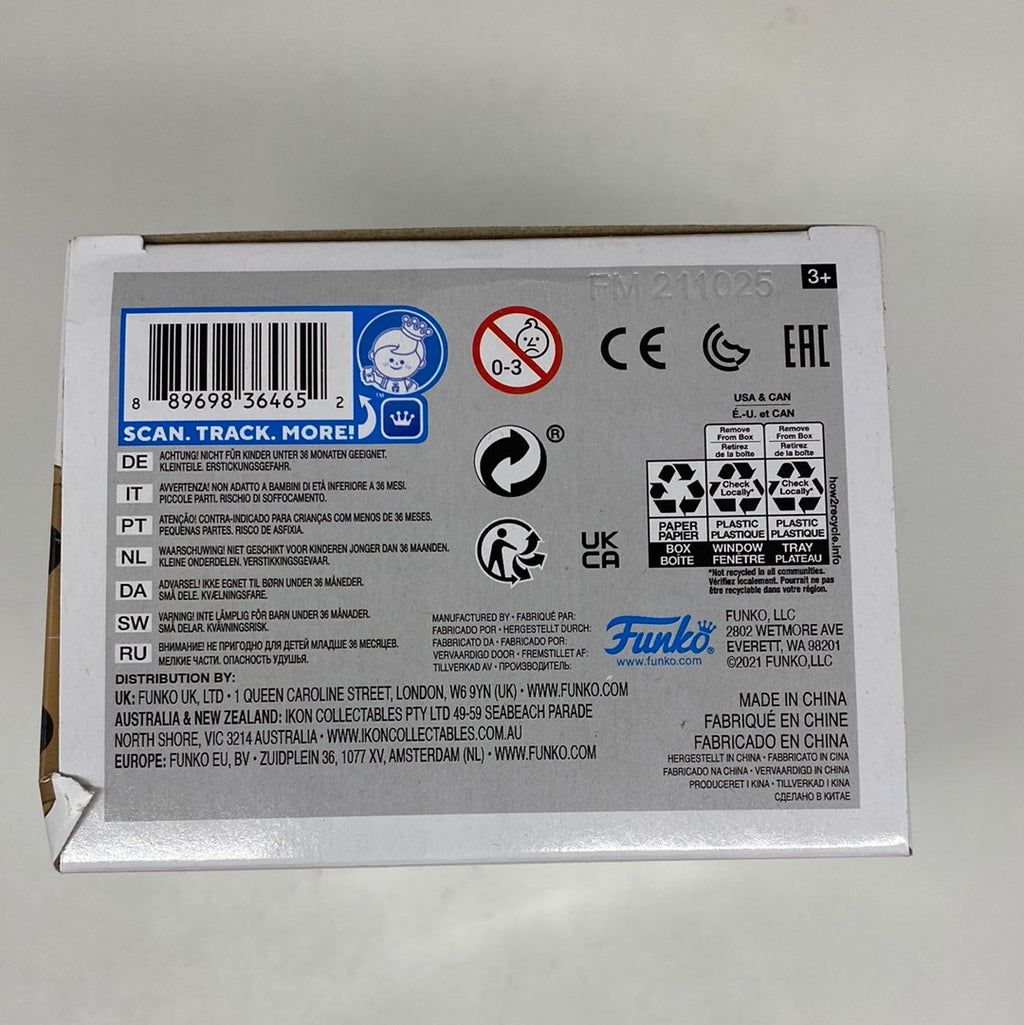 FM 211025
3+
8 89698 36465 2
™
SCAN. TRACK. MORE!
0-3
CE
EAC
®
UK
CA
USA & CAN
É.-U. et CAN
Remove
From Box
Retirez
de la boîte
Remove
From Box
Retirez
de la boîte
Check
Locally*
Check
Locally*
PAPER
PAPIER
PLASTIC
PLASTIQUE
PLASTIC
PLASTIQUE
BOX
BOÎTE
WINDOW
FENÊTRE
TRAY
PLATEAU
how2recycle.info
*Not recycled in all communities.
Vérifiez localement. Pourrait ne pas
être recyclable dans votre région.
DE ACHTUNG! NICHT FÜR KINDER UNTER 36 MONATEN GEEIGNET.
KLEINTEILE. ERSTICKUNGSGEFAHR.
IT AVVERTENZA! NON ADATTO A BAMBINI DI ETÀ INFERIORE A 36 MESI.
PICCOLE PARTI. RISCHIO DI SOFFOCAMENTO.
PT ATENÇÃO! CONTRA-INDICADO PARA CRIANÇAS COM MENOS DE 36 MESES.
PEQUENAS PARTES. RISCO DE ASFIXIA.
NL WAARSCHUWING! NIET GESCHIKT VOOR KINDEREN JONGER DAN 36 MAANDEN.
KLEINE ONDERDELEN. VERSTIKKINGSGEVAAR.
DA ADVARSEL! IKKE EGNET TIL BØRN UNDER 36 MÅNEDER.
SMÅ DELE. KVÆLNINGSFARE.
SW VARNING! INTE LÄMPLIG FÖR BARN UNDER 36 MÅNADER.
SMÅ DELAR. KVÄVNINGSRISK.
RU ВНИМАНИЕ! НЕ ПРИГОДНО ДЛЯ ДЕТЕЙ МЛАДШЕ 36 МЕСЯЦЕВ.
МЕЛКИЕ ЧАСТИ. ОПАСНОСТЬ УДУШЬЯ.
MANUFACTURED BY • FABRIQUÉ PAR:
FABRICADO POR • HERGESTELLT DURCH:
FABBRICATO DA • FABRICADO POR:
VERVAARDIGD DOOR • FREMSTILLET AF:
TILLVERKAD AV • ПРОИЗВОДИТЕЛЬ:
Funko®
www.funko.com
FUNKO, LLC
2802 WETMORE AVE
EVERETT, WA 98201
©2021 FUNKO,LLC
DISTRIBUTION BY:
UK: FUNKO UK, LTD • 1 QUEEN CAROLINE STREET, LONDON, W6 9YN (UK) • WWW.FUNKO.COM
AUSTRALIA & NEW ZEALAND: IKON COLLECTABLES PTY LTD 49-59 SEABEACH PARADE
NORTH SHORE, VIC 3214 AUSTRALIA • WWW.IKONCOLLECTABLES.COM.AU
EUROPE: FUNKO EU, BV • ZUIDPLEIN 36, 1077 XV, AMSTERDAM (NL) • WWW.FUNKO.COM
MADE IN CHINA
FABRIQUÉ EN CHINE
FABRICADO EN CHINA
HERGESTELLT IN CHINA • FABBRICATO IN CINA
FABRICADO NA CHINA • VERVAARDIGD IN CHINA
PRODUCERET I KINA • TILLVERKAD I KINA
СДЕЛАНО В КИТАЕ